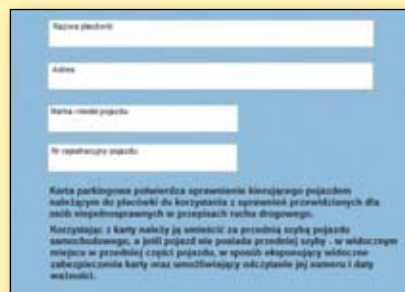 Nazwa placówki
Adres
Marka i model pojazdu
Nr rejestracyjny pojazdu
Karta parkingowa potwierdza uprawnienie kierującego pojazdem
należącym do placówki do korzystania z uprawnień przewidzianych dla
osób niepełnosprawnych w przepisach ruchu drogowego.
Korzystając z karty należy ją umieścić za przednią szybą pojazdu
samochodowego, a jeśli pojazd nie posiada przedniej szyby - w widocznym
miejscu w przedniej części pojazdu, w sposób eksponujący widoczne
zabezpieczenia karty oraz umożliwiający odczytanie jej numeru i daty
ważności.